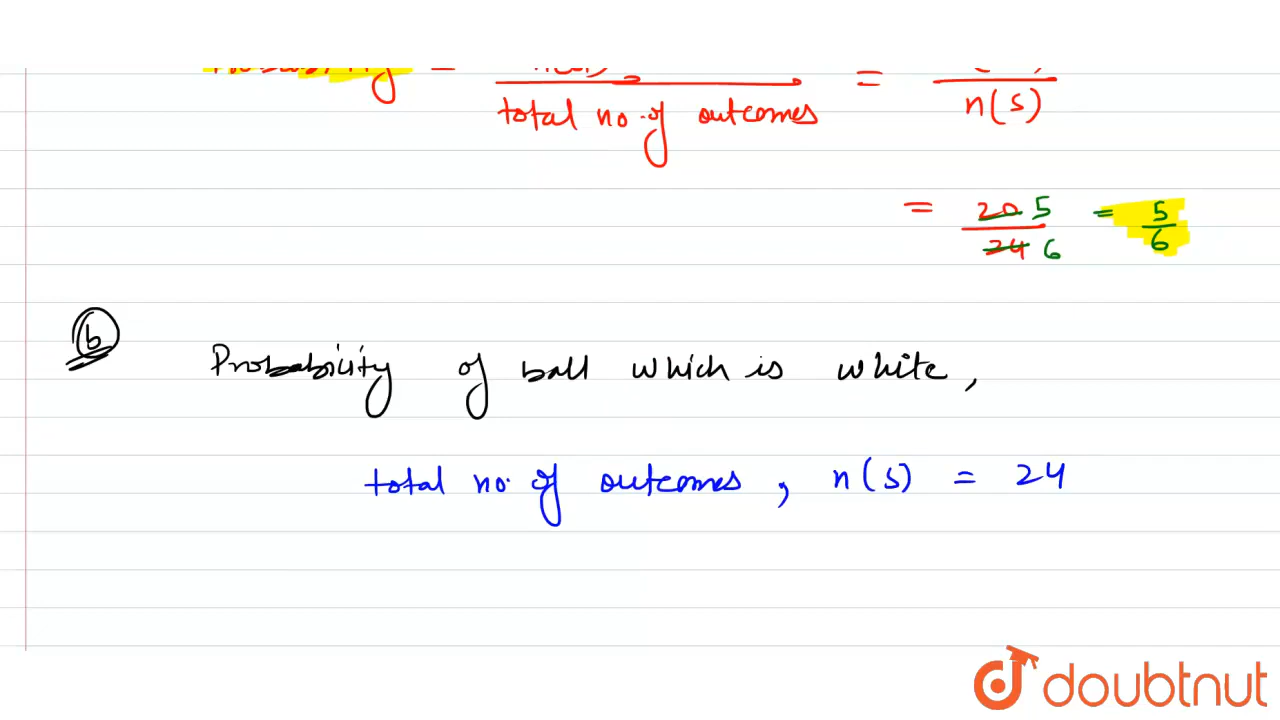 Probability =
total no. of outcomes = n(s)
= 20 5 / 24 6 = 5/6
b Probability of ball which is white,
total no. of outcomes, n(s) = 24
doubtnut